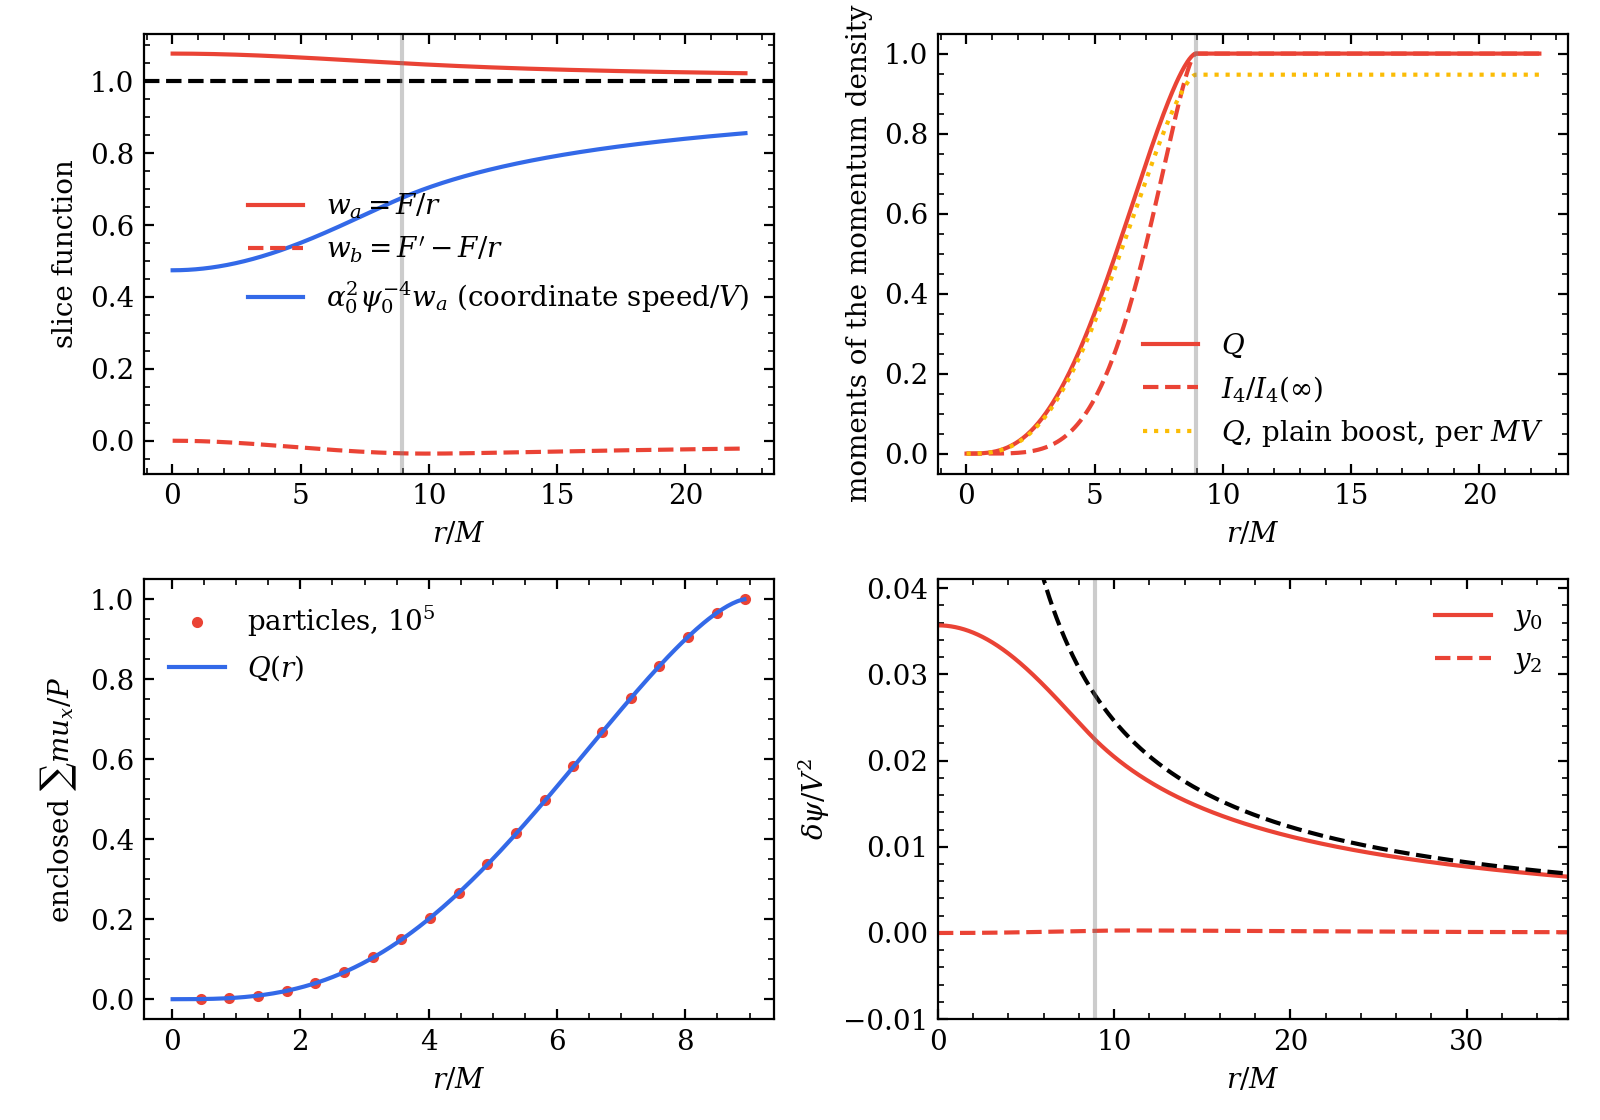 slice function
1.0
0.8
0.6
0.4
0.2
0.0
w_a = F/r
w_b = F′ − F/r
α_0^2 ψ_0^{−4} w_a (coordinate speed/V)
0 5 10 15 20
r/M
moments of the momentum density
1.0
0.8
0.6
0.4
0.2
0.0
Q
I_4/I_4(∞)
Q, plain boost, per MV
0 5 10 15 20
r/M
enclosed ∑mu_x/P
1.0
0.8
0.6
0.4
0.2
0.0
particles, 10^5
Q(r)
0 2 4 6 8
r/M
δψ/V^2
0.04
0.03
0.02
0.01
0.00
−0.01
y_0
y_2
0 10 20 30
r/M